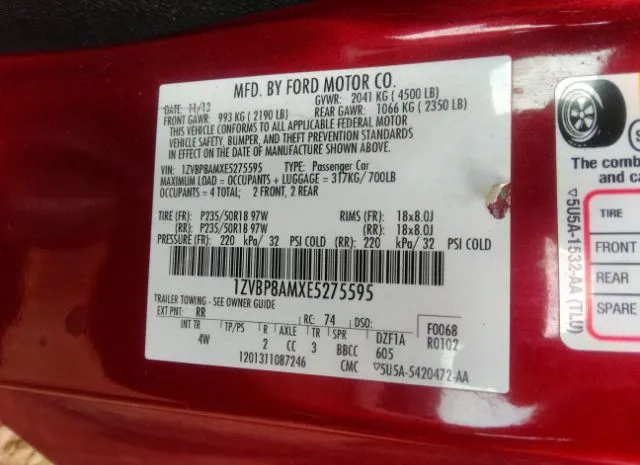 MFD. BY FORD MOTOR CO.
DATE: 11/12 GVWR: 2041 KG ( 4500 LB)
FRONT GAWR: 993 KG ( 2190 LB) REAR GAWR: 1066 KG ( 2350 LB)
THIS VEHICLE CONFORMS TO ALL APPLICABLE FEDERAL MOTOR
VEHICLE SAFETY, BUMPER, AND THEFT PREVENTION STANDARDS
IN EFFECT ON THE DATE OF MANUFACTURE SHOWN ABOVE.
VIN: 1ZVBP8AMXE5275595 TYPE: Passenger Car
MAXIMUM LOAD = OCCUPANTS + LUGGAGE = 317KG/ 700LB
OCCUPANTS = 4 TOTAL; 2 FRONT, 2 REAR
TIRE (FR): P235/50R18 97W RIMS (FR): 18x8.0J
(RR): P235/50R18 97W (RR): 18x8.0J
PRESSURE (FR): 220 kPa/ 32 PSI COLD (RR): 220 kPa/ 32 PSI COLD
1ZVBP8AMXE5275595
TRAILER TOWING - SEE OWNER GUIDE
EXT PNT: RR RC: 74 DSO: F0068
INT TR TP/PS R AXLE TR SPR DZF1A R0102
4W 2 CC 3 BBCC 605
1201311087246 CMC ▽5U5A-5420472-AA
▽5U5A-1532-AA (TLU)
The comb
ca
TIRE
FRONT
REAR
SPARE